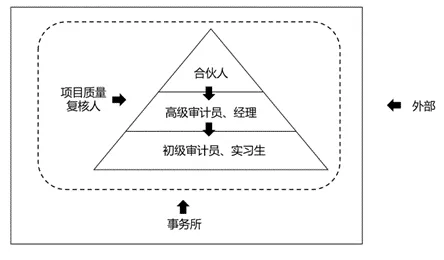 合伙人
项目质量
复核人
高级审计员、经理
外部
初级审计员、实习生
事务所